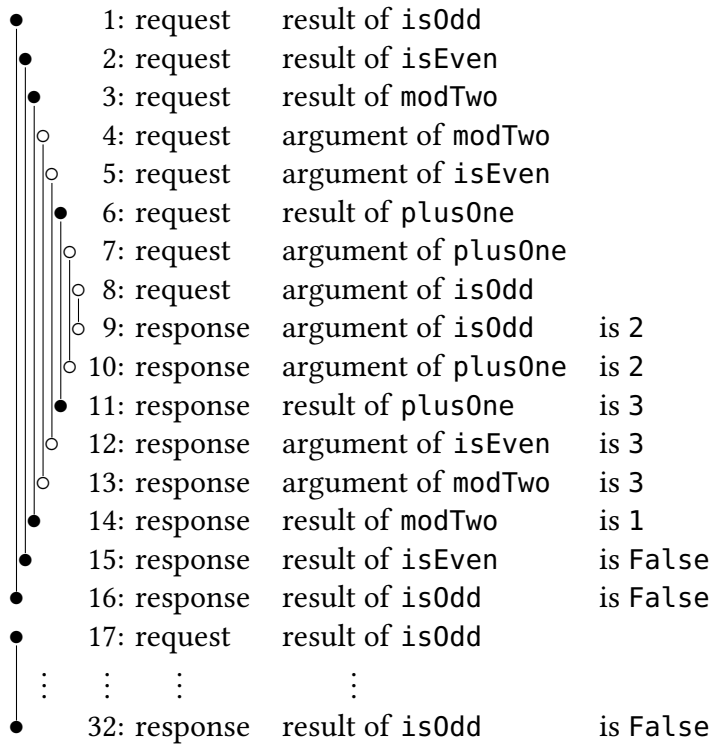 1: request result of isOdd
2: request result of isEven
3: request result of modTwo
4: request argument of modTwo
5: request argument of isEven
6: request result of plusOne
7: request argument of plusOne
8: request argument of isOdd
9: response argument of isOdd is 2
10: response argument of plusOne is 2
11: response result of plusOne is 3
12: response argument of isEven is 3
13: response argument of modTwo is 3
14: response result of modTwo is 1
15: response result of isEven is False
16: response result of isOdd is False
17: request result of isOdd
⋮ ⋮ ⋮ ⋮
32: response result of isOdd is False